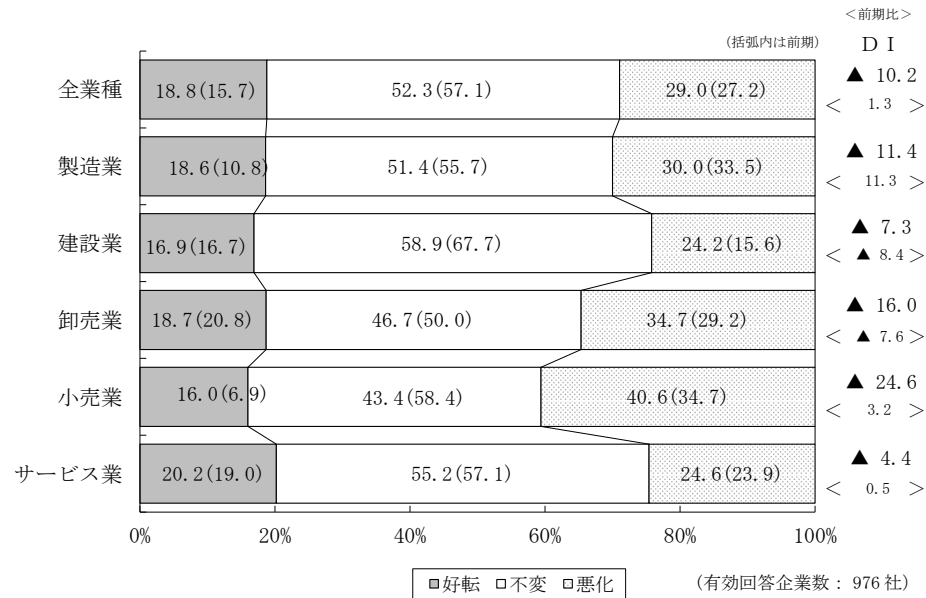 ＜前期比＞
(括弧内は前期) ＤＩ
全業種 18.8(15.7) 52.3(57.1) 29.0(27.2) ▲ 10.2
＜ 1.3 ＞
製造業 18.6(10.8) 51.4(55.7) 30.0(33.5) ▲ 11.4
＜ 11.3 ＞
建設業 16.9(16.7) 58.9(67.7) 24.2(15.6) ▲ 7.3
＜ ▲ 8.4 ＞
卸売業 18.7(20.8) 46.7(50.0) 34.7(29.2) ▲ 16.0
＜ ▲ 7.6 ＞
小売業 16.0(6.9) 43.4(58.4) 40.6(34.7) ▲ 24.6
＜ 3.2 ＞
サービス業 20.2(19.0) 55.2(57.1) 24.6(23.9) ▲ 4.4
＜ 0.5 ＞
0% 20% 40% 60% 80% 100%
好転 不変 悪化 (有効回答企業数：976社)